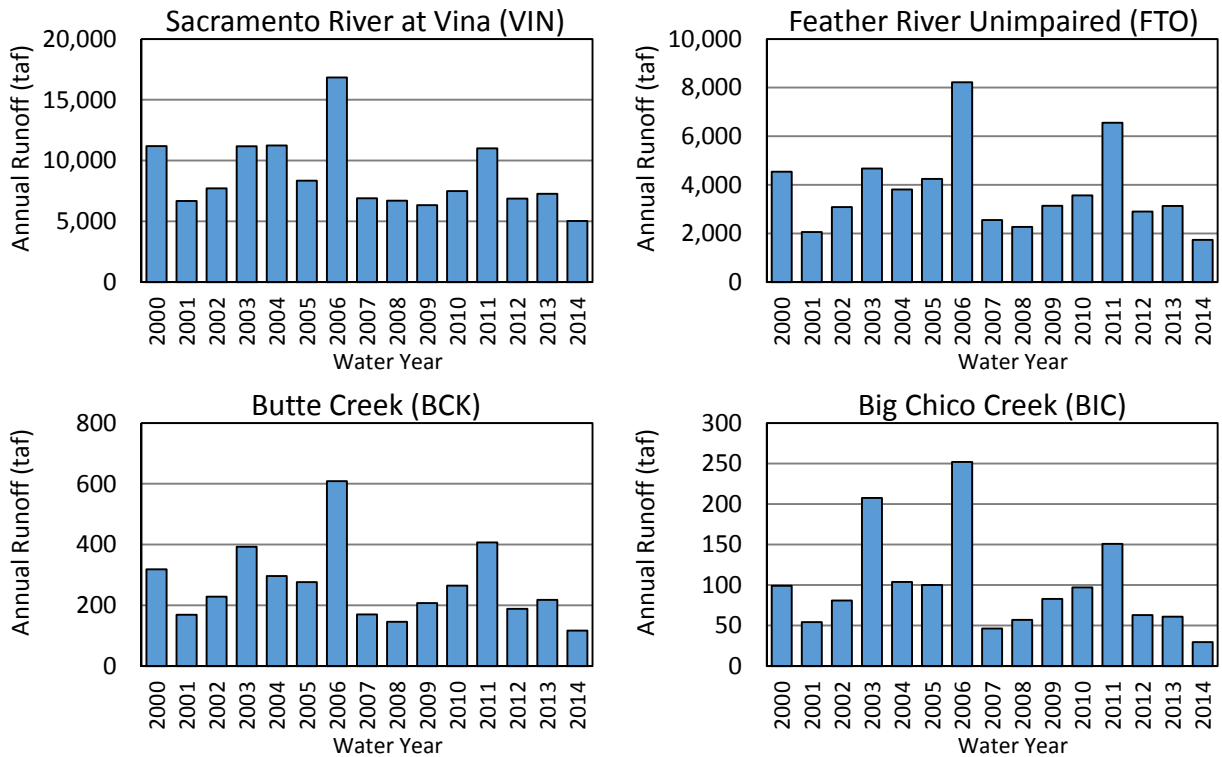 Sacramento River at Vina (VIN)
Annual Runoff (taf)
20,000
15,000
10,000
5,000
0
2000 2001 2002 2003 2004 2005 2006 2007 2008 2009 2010 2011 2012 2013 2014
Water Year
Feather River Unimpaired (FTO)
Annual Runoff (taf)
10,000
8,000
6,000
4,000
2,000
0
2000 2001 2002 2003 2004 2005 2006 2007 2008 2009 2010 2011 2012 2013 2014
Water Year
Butte Creek (BCK)
Annual Runoff (taf)
800
600
400
200
0
2000 2001 2002 2003 2004 2005 2006 2007 2008 2009 2010 2011 2012 2013 2014
Water Year
Big Chico Creek (BIC)
Annual Runoff (taf)
300
250
200
150
100
50
0
2000 2001 2002 2003 2004 2005 2006 2007 2008 2009 2010 2011 2012 2013 2014
Water Year